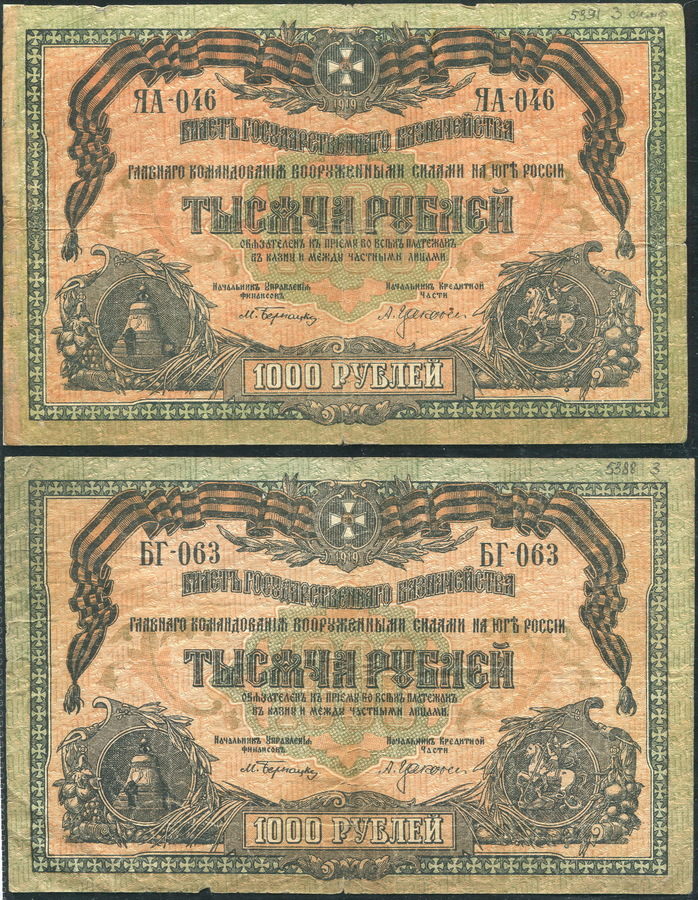 5891 3
1919
ЯА-046 ЯА-046
БИЛЕТЪ ГОСУДАРСТВЕННАГО КАЗНАЧЕЙСТВА
ГЛАВНАГО КОМАНДОВАНІЯ ВООРУЖЕННЫМИ СИЛАМИ НА ЮГѢ РОССІИ
ТЫСЯЧА РУБЛЕЙ
ОБЯЗАТЕЛЕНЪ КЪ ПРІЕМУ ПО ВСѢМЪ ПЛАТЕЖАМЪ
ВЪ КАЗНУ И МЕЖДУ ЧАСТНЫМИ ЛИЦАМИ.
Начальникъ Управленія Финансовъ
Начальникъ Кредитной Части
1000 РУБЛЕЙ
5388 3
1919
БГ-063 БГ-063
БИЛЕТЪ ГОСУДАРСТВЕННАГО КАЗНАЧЕЙСТВА
ГЛАВНАГО КОМАНДОВАНІЯ ВООРУЖЕННЫМИ СИЛАМИ НА ЮГѢ РОССІИ
ТЫСЯЧА РУБЛЕЙ
ОБЯЗАТЕЛЕНЪ КЪ ПРІЕМУ ПО ВСѢМЪ ПЛАТЕЖАМЪ
ВЪ КАЗНУ И МЕЖДУ ЧАСТНЫМИ ЛИЦАМИ.
Начальникъ Управленія Финансовъ
Начальникъ Кредитной Части
1000 РУБЛЕЙ